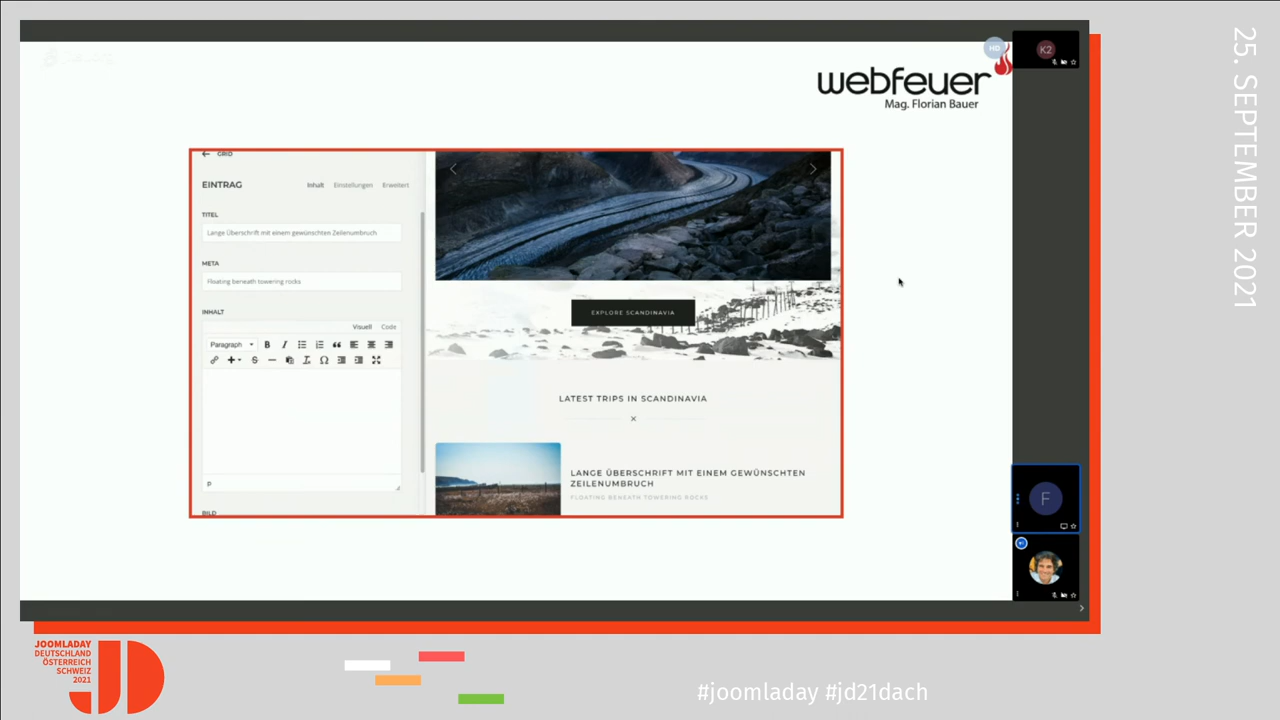 HD
K2
webfeuer
Mag. Florian Bauer
25. SEPTEMBER 2021
GRID
EINTRAG
Inhalt Einstellungen Erweitert
TITEL
Lange Überschrift mit einem gewünschten Zeilenumbruch
META
Floating beneath towering rocks
INHALT
Visuell Code
Paragraph
P
BILD
EXPLORE SCANDINAVIA
LATEST TRIPS IN SCANDINAVIA
LANGE ÜBERSCHRIFT MIT EINEM GEWÜNSCHTEN
ZEILENUMBRUCH
FLOATING BENEATH TOWERING ROCKS
F
JOOMLADAY
DEUTSCHLAND
ÖSTERREICH
SCHWEIZ
2021
JD
#joomladay #jd21dach